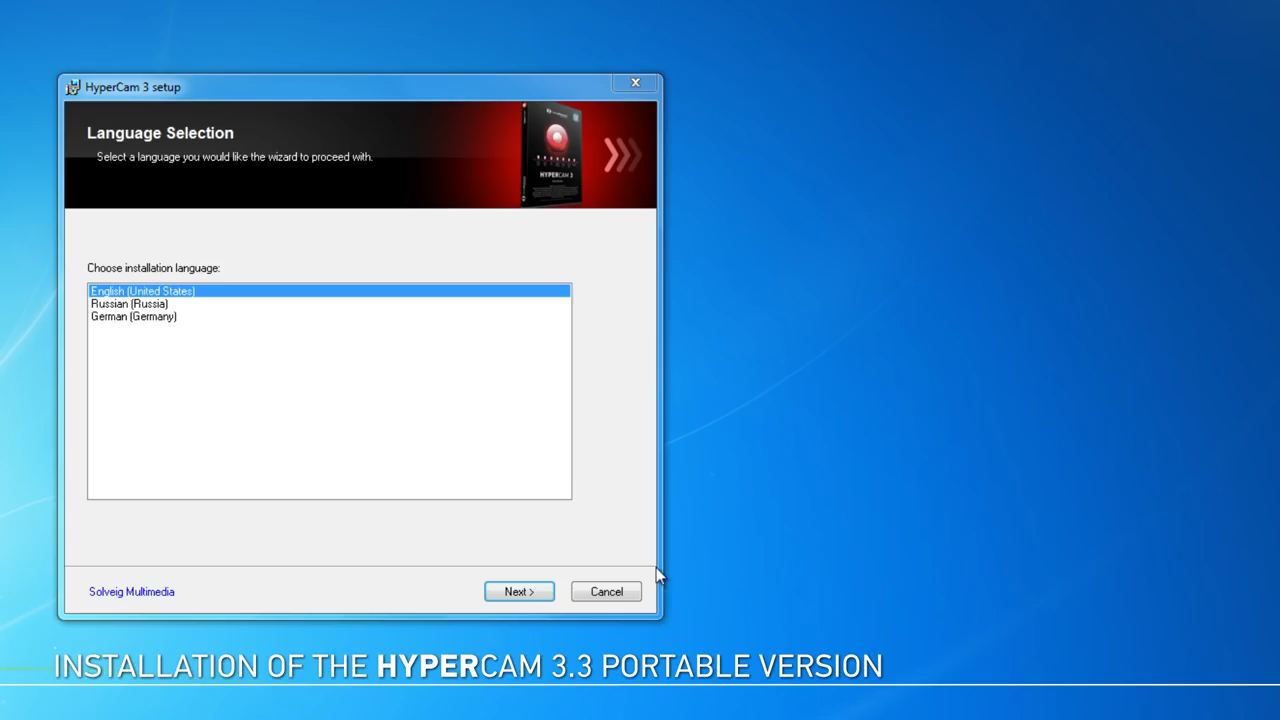 HyperCam 3 setup
Language Selection
Select a language you would like the wizard to proceed with.
HYPERCAM 3
Choose installation language:
English (United States)
Russian (Russia)
German (Germany)
Solveig Multimedia
Next >
Cancel
INSTALLATION OF THE HYPERCAM 3.3 PORTABLE VERSION